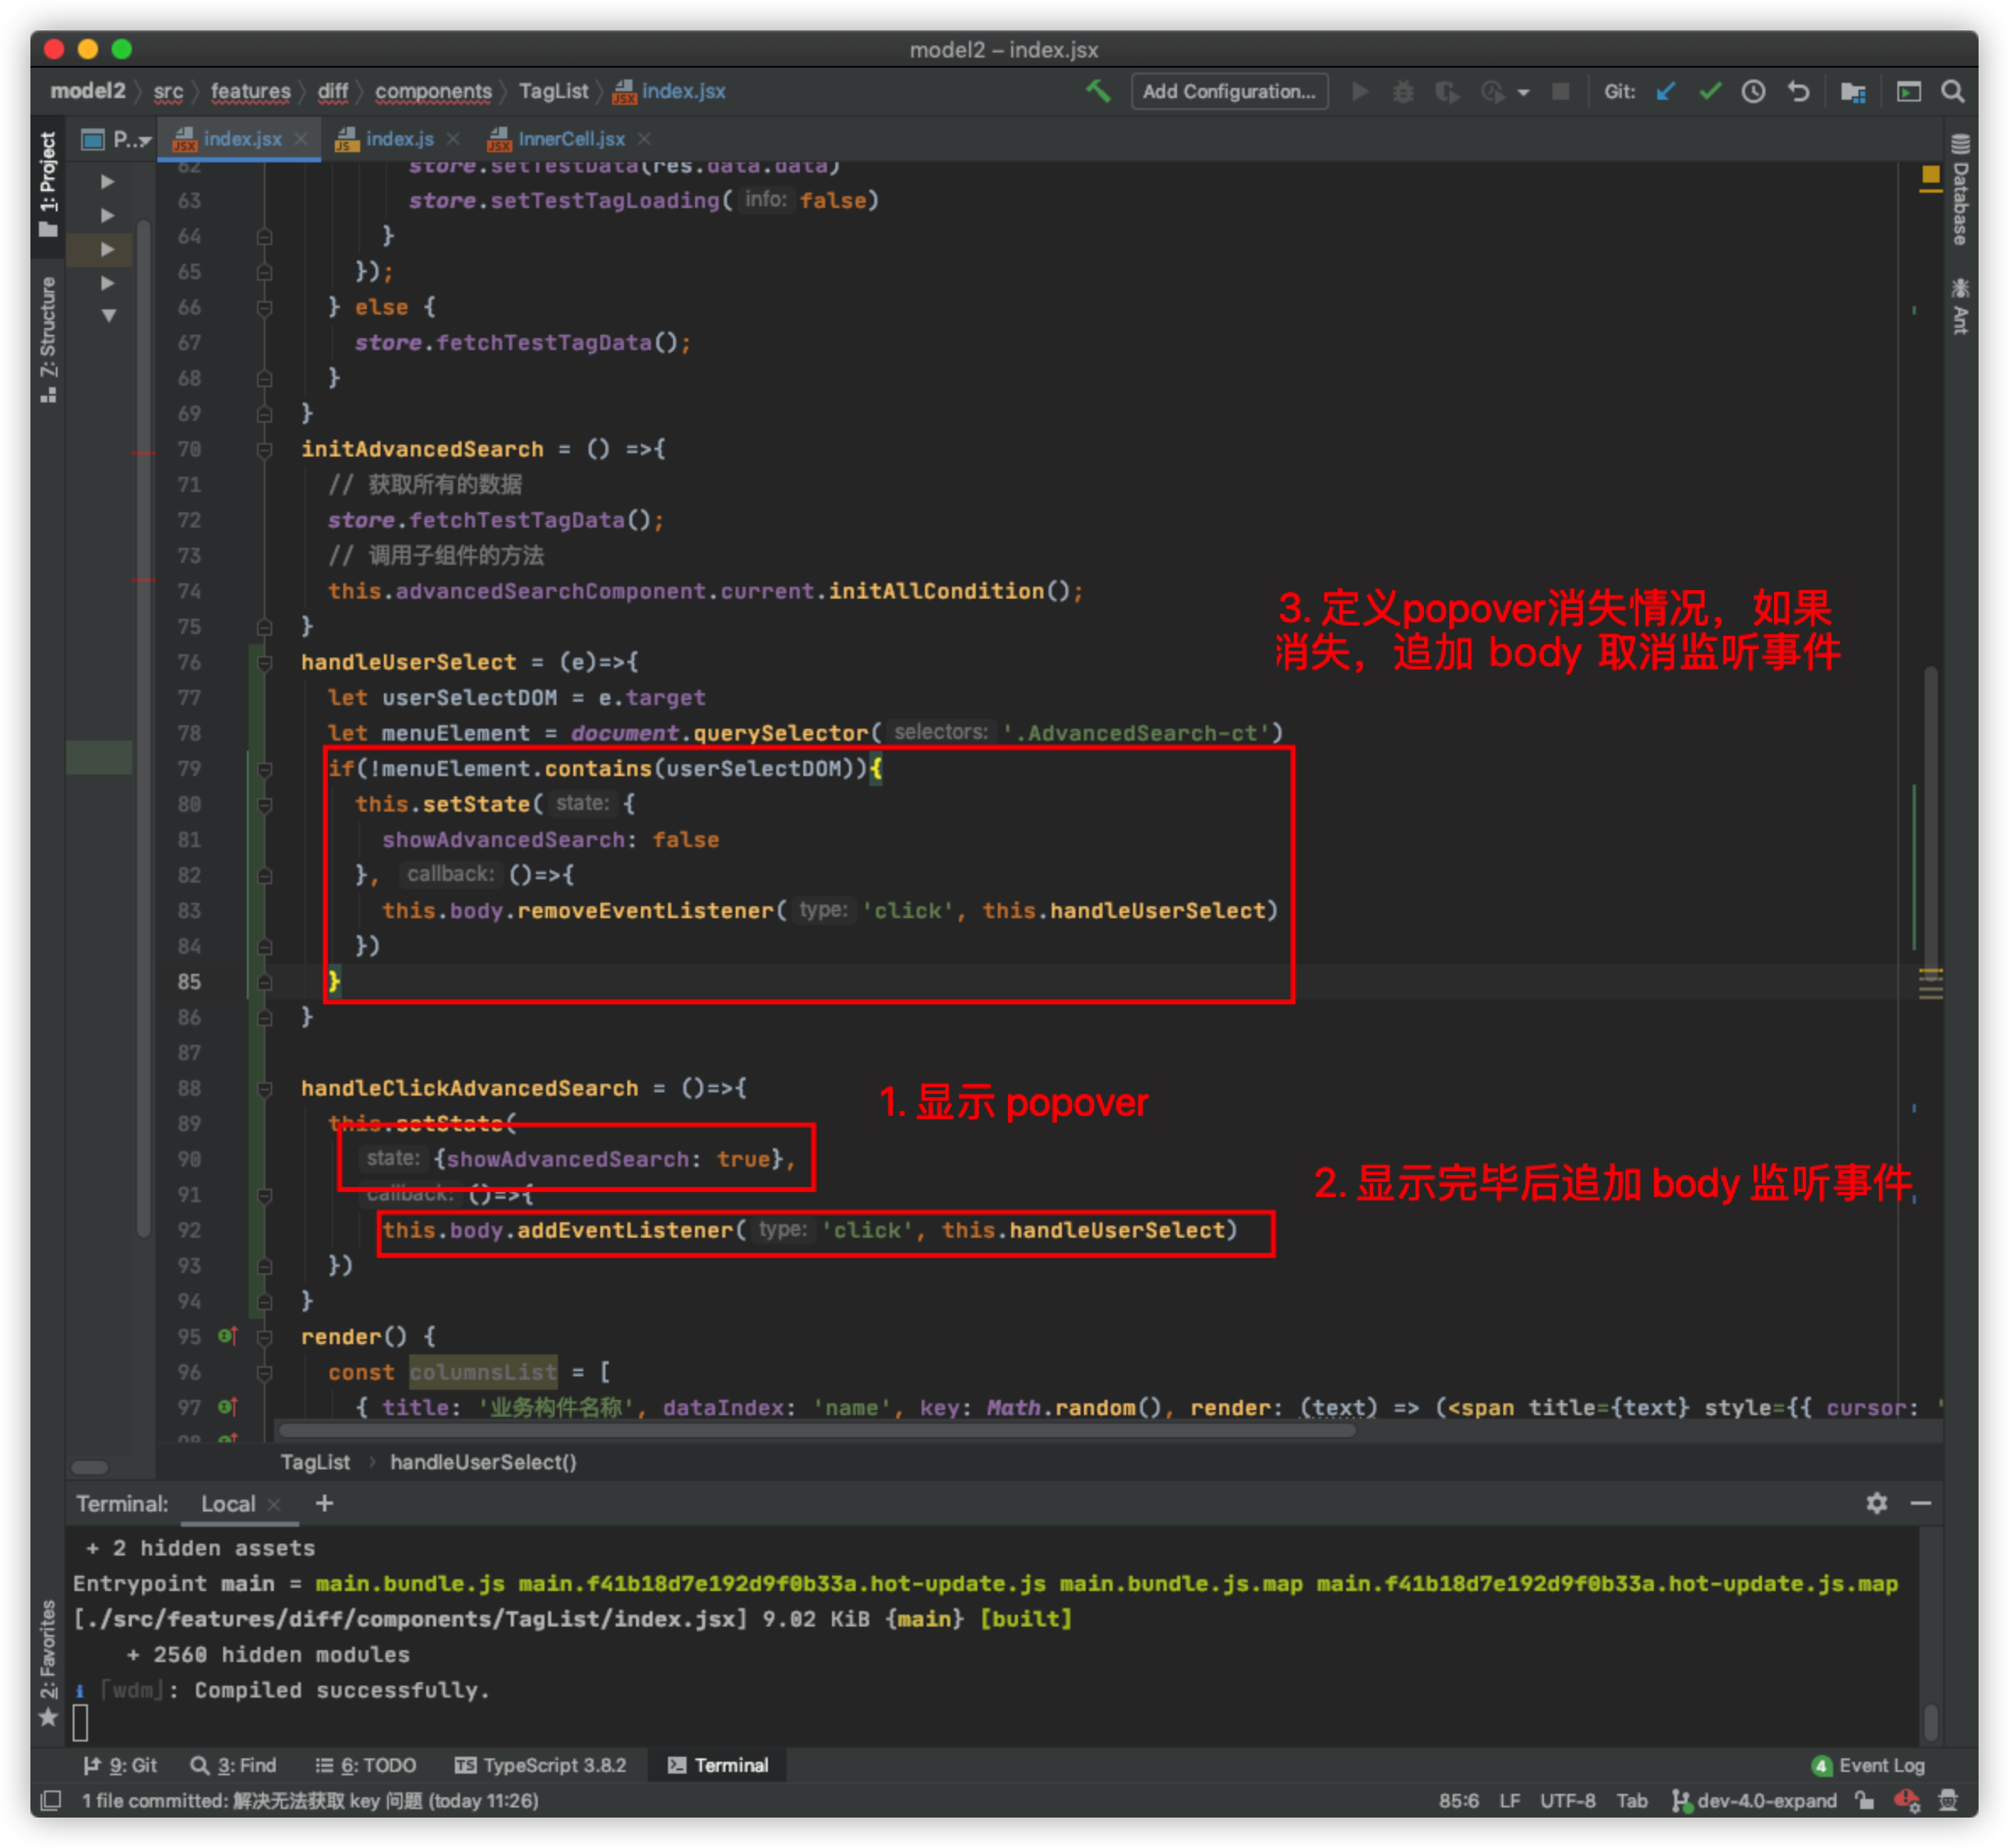 model2 – index.jsx
model2 src features diff components TagList index.jsx Add Configuration... Git:
1: Project
P... index.jsx index.js InnerCell.jsx
Database
62 store.setTestData(res.data.data)
63 store.setTestTagLoading( info: false)
64 }
65 });
66 } else {
67 store.fetchTestTagData();
68 }
69 }
70 initAdvancedSearch = () =>{
71 // 获取所有的数据
72 store.fetchTestTagData();
73 // 调用子组件的方法
74 this.advancedSearchComponent.current.initAllCondition();
75 }
76 handleUserSelect = (e)=>{
77 let userSelectDOM = e.target
78 let menuElement = document.querySelector( selectors: '.AdvancedSearch-ct')
79 if(!menuElement.contains(userSelectDOM)){
80 this.setState( state: {
81 showAdvancedSearch: false
82 }, callback: ()=>{
83 this.body.removeEventListener( type: 'click', this.handleUserSelect)
84 })
85 }
86 }
87
88 handleClickAdvancedSearch = ()=>{
89 this.setState(
90 state: {showAdvancedSearch: true},
91 callback: ()=>{
92 this.body.addEventListener( type: 'click', this.handleUserSelect)
93 })
94 }
95 render() {
96 const columnsList = [
97 { title: '业务构件名称', dataIndex: 'name', key: Math.random(), render: (text) => (<span title={text} style={{ cursor: '
98
3. 定义popover消失情况，如果
消失，追加 body 取消监听事件
1. 显示 popover
2. 显示完毕后追加 body 监听事件
Z: Structure
Ant
TagList handleUserSelect()
Terminal: Local +
+ 2 hidden assets
Entrypoint main = main.bundle.js main.f41b18d7e192d9f0b33a.hot-update.js main.bundle.js.map main.f41b18d7e192d9f0b33a.hot-update.js.map
[./src/features/diff/components/TagList/index.jsx] 9.02 KiB {main} [built]
+ 2560 hidden modules
i ｢wdm｣: Compiled successfully.
2: Favorites
9: Git 3: Find 6: TODO TypeScript 3.8.2 Terminal 4 Event Log
1 file committed: 解决无法获取 key 问题 (today 11:26) 85:6 LF UTF-8 Tab dev-4.0-expand